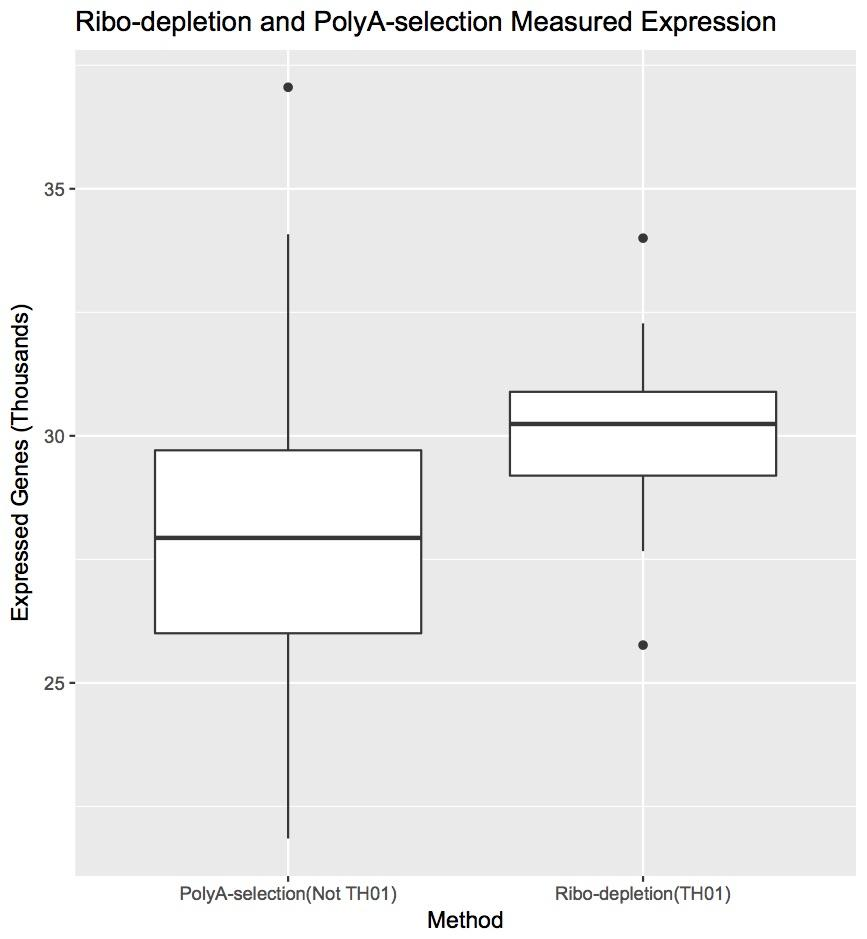 Ribo-depletion and PolyA-selection Measured Expression
Expressed Genes (Thousands)
35
30
25
PolyA-selection(Not TH01)
Ribo-depletion(TH01)
Method